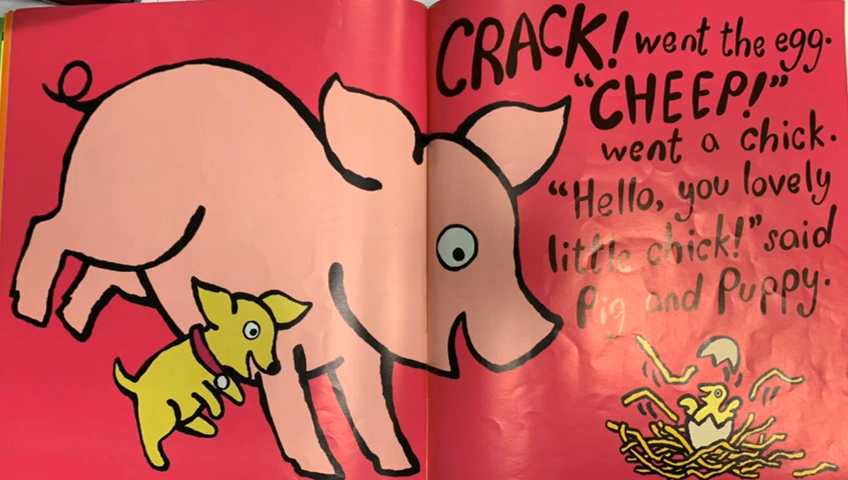 CRACK! went the egg.
"CHEEP!"
went a chick.
"Hello, you lovely
little chick!" said
Pig and Puppy.